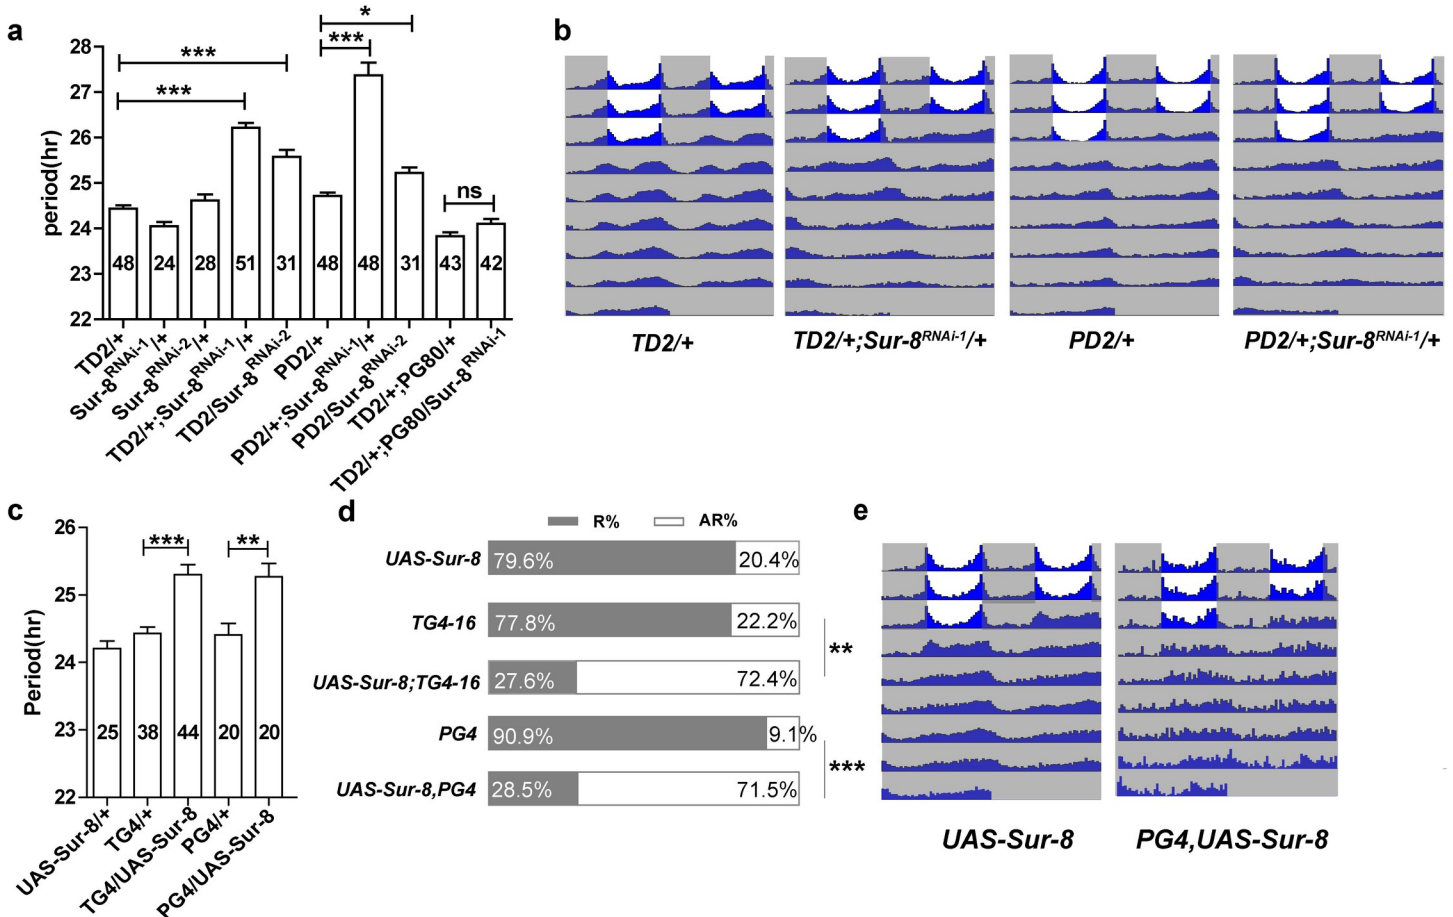 a
period(hr)
28
27
26
25
24
23
22
***
***
***
*
ns
48
24
28
51
31
48
48
31
43
42
TD2/+
Sur-8RNAi-1/+
Sur-8RNAi-2/+
TD2/+;Sur-8RNAi-1/+
TD2/Sur-8RNAi-2
PD2/+
PD2/+;Sur-8RNAi-1/+
PD2/Sur-8RNAi-2
TD2/+;PG80/+
TD2/+;PG80/Sur-8RNAi-1
b
TD2/+
TD2/+;Sur-8RNAi-1/+
PD2/+
PD2/+;Sur-8RNAi-1/+
c
Period(hr)
26
25
24
23
22
***
**
25
38
44
20
20
UAS-Sur-8/+
TG4/+
TG4/UAS-Sur-8
PG4/+
PG4/UAS-Sur-8
d
R% AR%
UAS-Sur-8 79.6% 20.4%
TG4-16 77.8% 22.2%
**
UAS-Sur-8;TG4-16 27.6% 72.4%
PG4 90.9% 9.1%
***
UAS-Sur-8,PG4 28.5% 71.5%
e
UAS-Sur-8
PG4,UAS-Sur-8